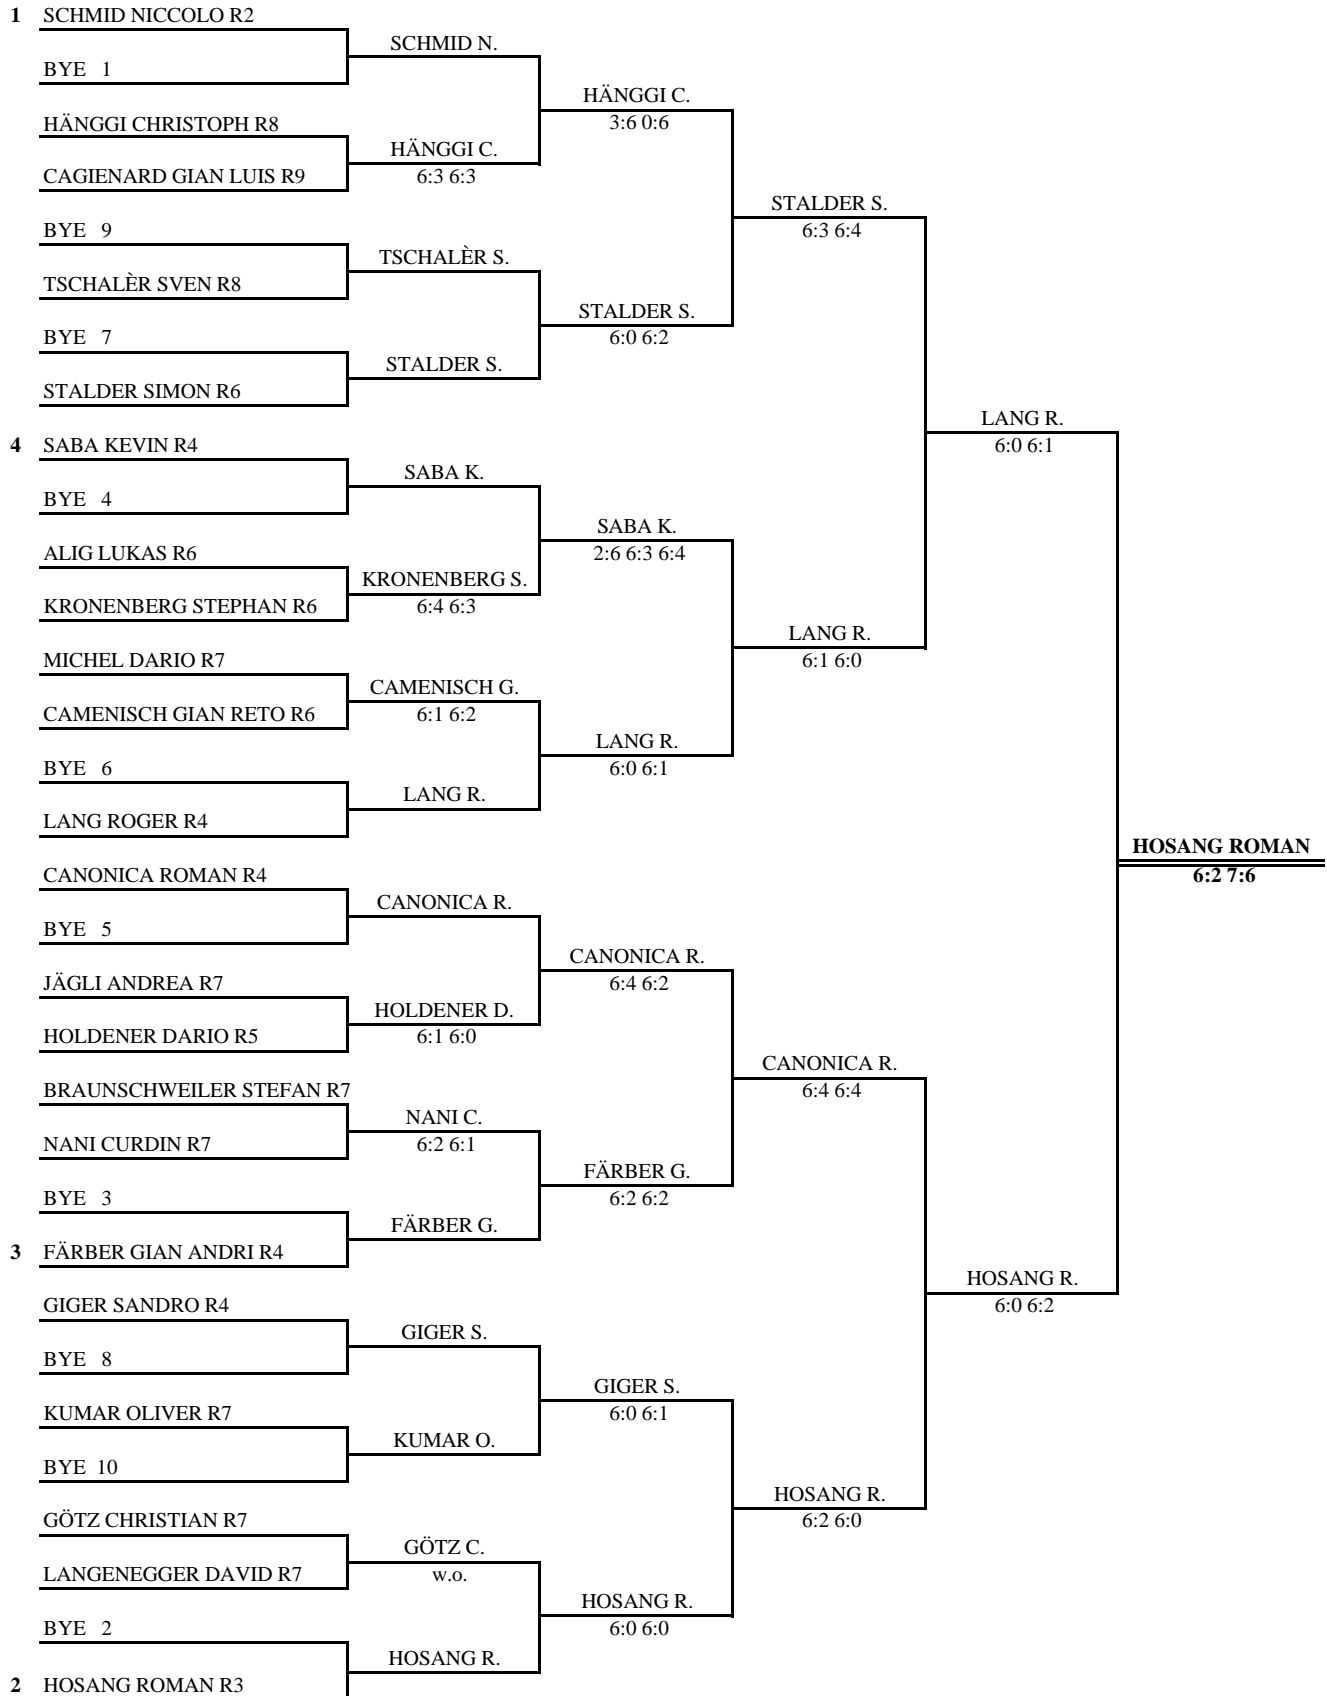 1 SCHMID NICCOLO R2
SCHMID N.
BYE 1
HÄNGGI C.
3:6 0:6
HÄNGGI CHRISTOPH R8
HÄNGGI C.
6:3 6:3
CAGIENARD GIAN LUIS R9
STALDER S.
6:3 6:4
BYE 9
TSCHALÈR S.
TSCHALÈR SVEN R8
STALDER S.
6:0 6:2
BYE 7
STALDER S.
STALDER SIMON R6
LANG R.
6:0 6:1
4 SABA KEVIN R4
SABA K.
BYE 4
SABA K.
2:6 6:3 6:4
ALIG LUKAS R6
KRONENBERG S.
6:4 6:3
KRONENBERG STEPHAN R6
LANG R.
6:1 6:0
MICHEL DARIO R7
CAMENISCH G.
6:1 6:2
CAMENISCH GIAN RETO R6
LANG R.
6:0 6:1
BYE 6
LANG R.
LANG ROGER R4
HOSANG ROMAN
6:2 7:6
CANONICA ROMAN R4
CANONICA R.
BYE 5
CANONICA R.
6:4 6:2
JÄGLI ANDREA R7
HOLDENER D.
6:1 6:0
HOLDENER DARIO R5
CANONICA R.
6:4 6:4
BRAUNSCHWEILER STEFAN R7
NANI C.
6:2 6:1
NANI CURDIN R7
FÄRBER G.
6:2 6:2
BYE 3
FÄRBER G.
3 FÄRBER GIAN ANDRI R4
HOSANG R.
6:0 6:2
GIGER SANDRO R4
GIGER S.
BYE 8
GIGER S.
6:0 6:1
KUMAR OLIVER R7
KUMAR O.
BYE 10
HOSANG R.
6:2 6:0
GÖTZ CHRISTIAN R7
GÖTZ C.
w.o.
LANGENEGGER DAVID R7
HOSANG R.
6:0 6:0
BYE 2
HOSANG R.
2 HOSANG ROMAN R3